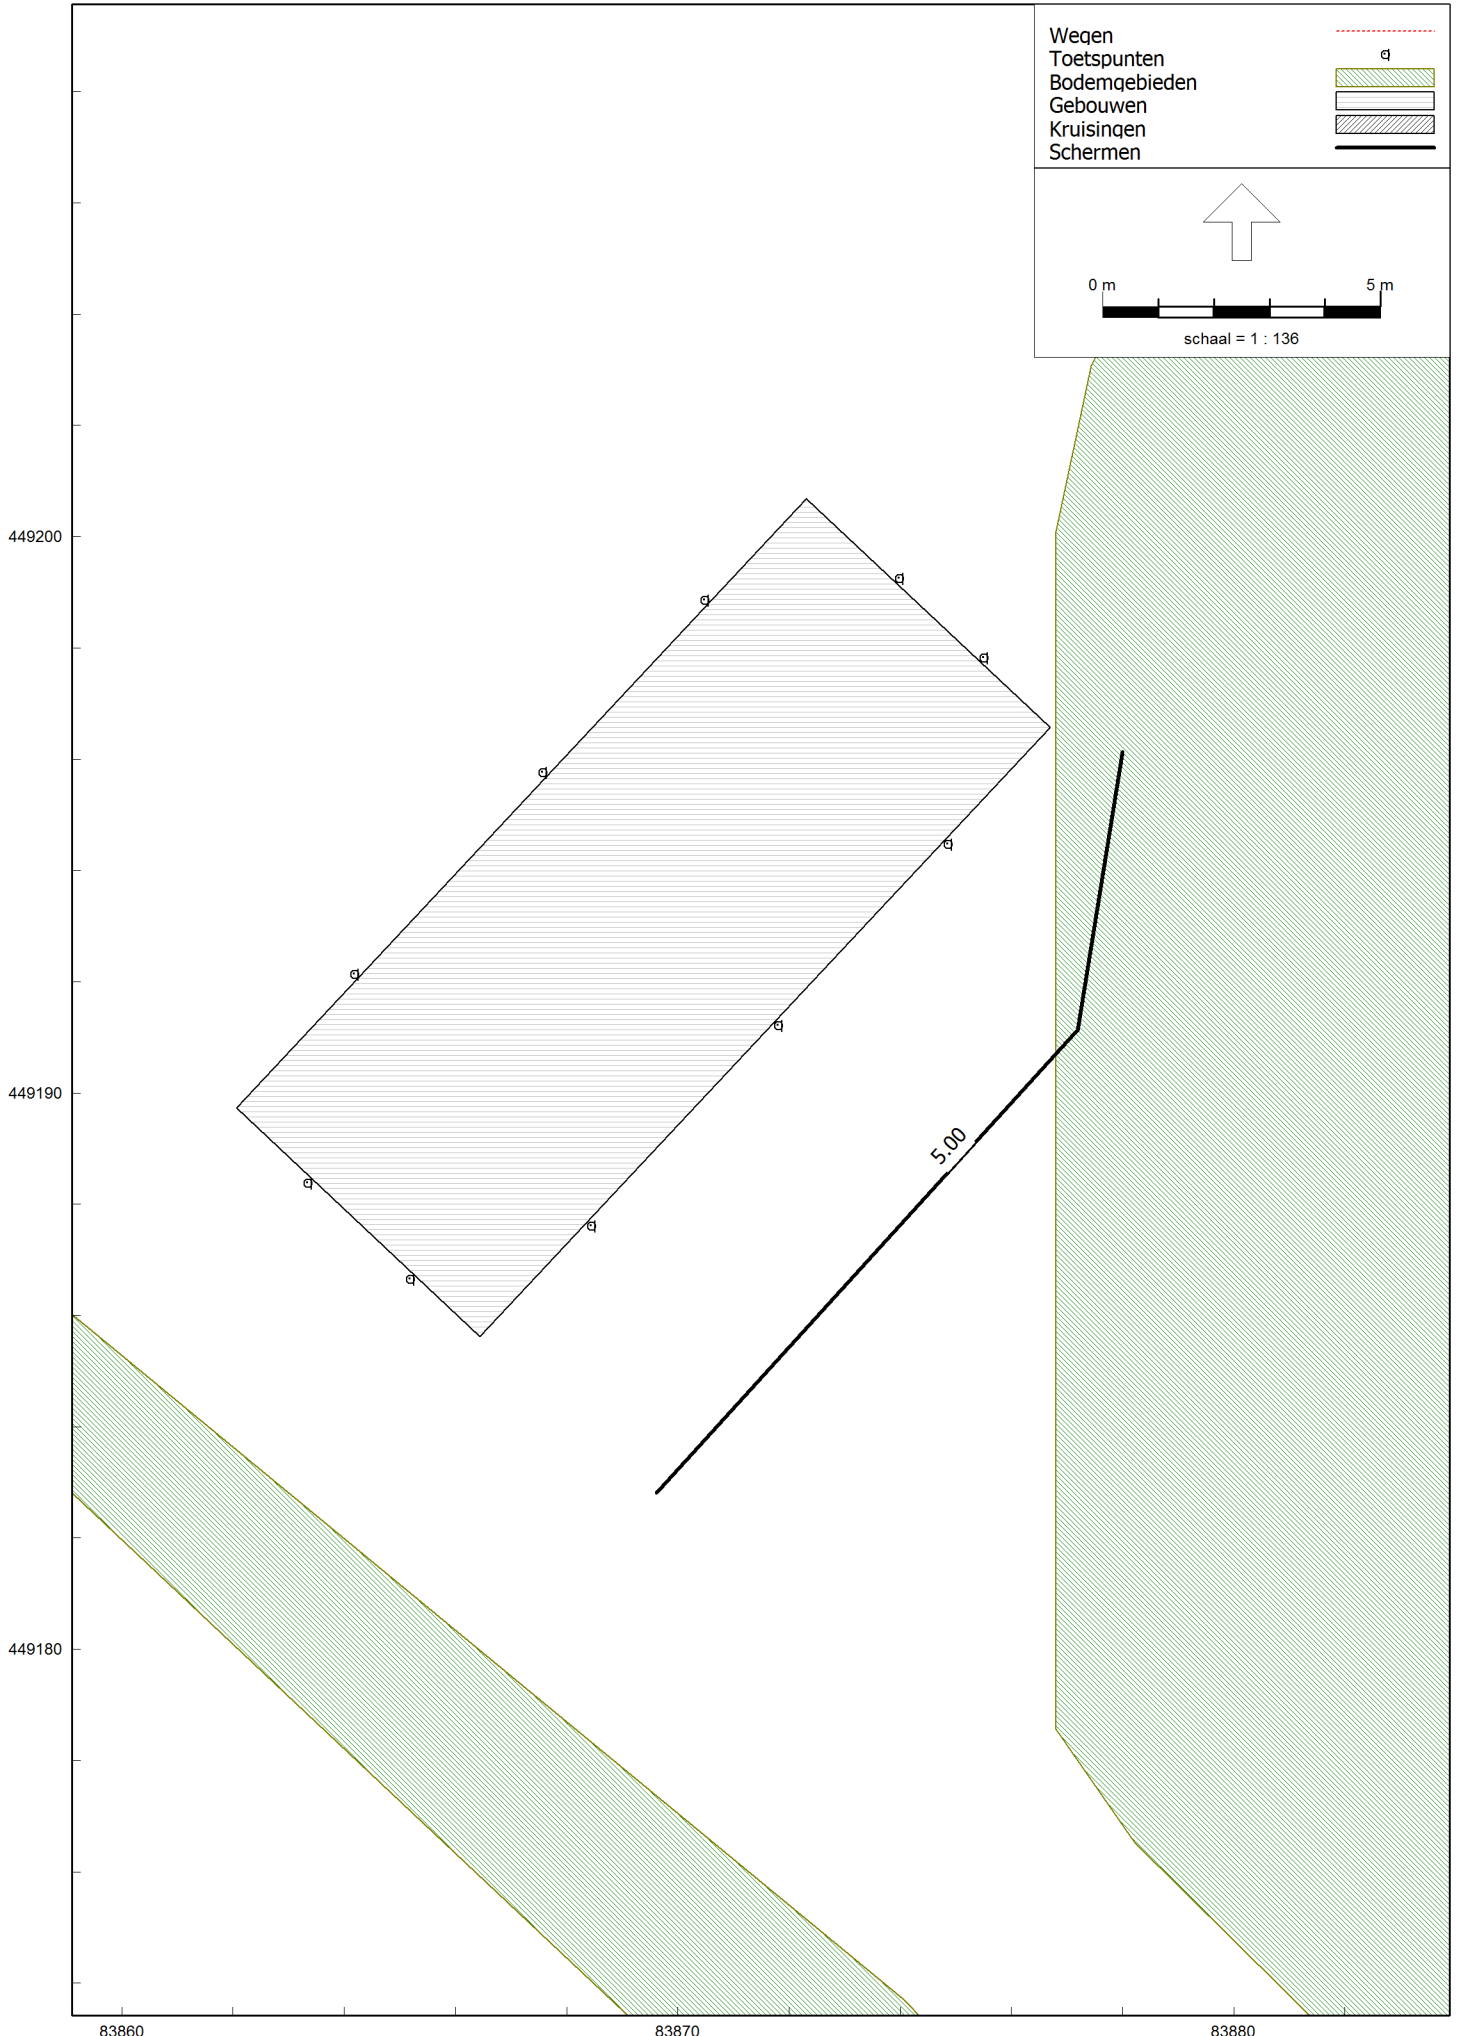 Wegen
Toetspunten
Bodemgebieden
Gebouwen
Kruisingen
Schermen
0 m 5 m
schaal = 1 : 136
449200
449190
5.00
449180
83860 83870 83880